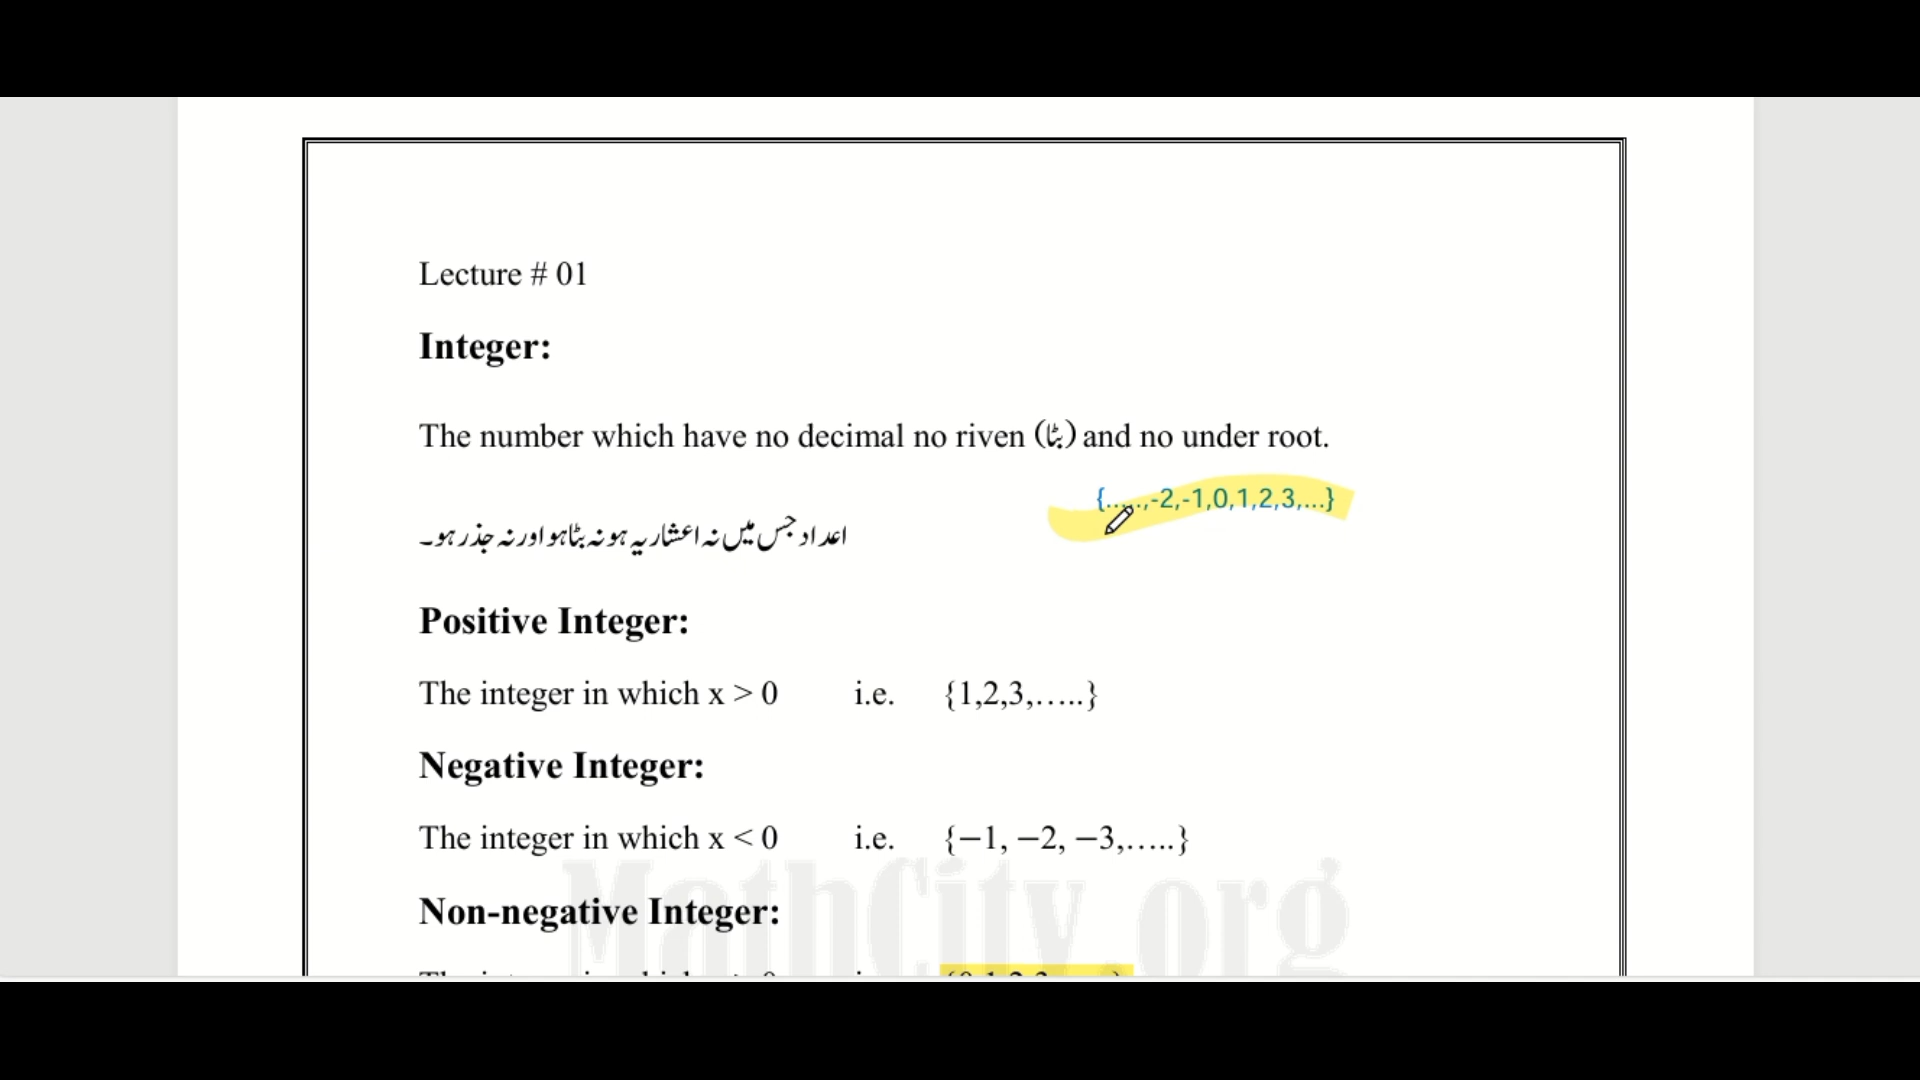 Lecture # 01
Integer:
The number which have no decimal no riven (بٹا) and no under root.
{.....,-2,-1,0,1,2,3,...}
اعداد جس میں نہ اعشاریہ ہو نہ بٹا ہو اور نہ جذر ہو۔
Positive Integer:
The integer in which x > 0 i.e. {1,2,3,…..}
Negative Integer:
The integer in which x < 0 i.e. {−1, −2, −3,…..}
MathCity.org
Non-negative Integer: